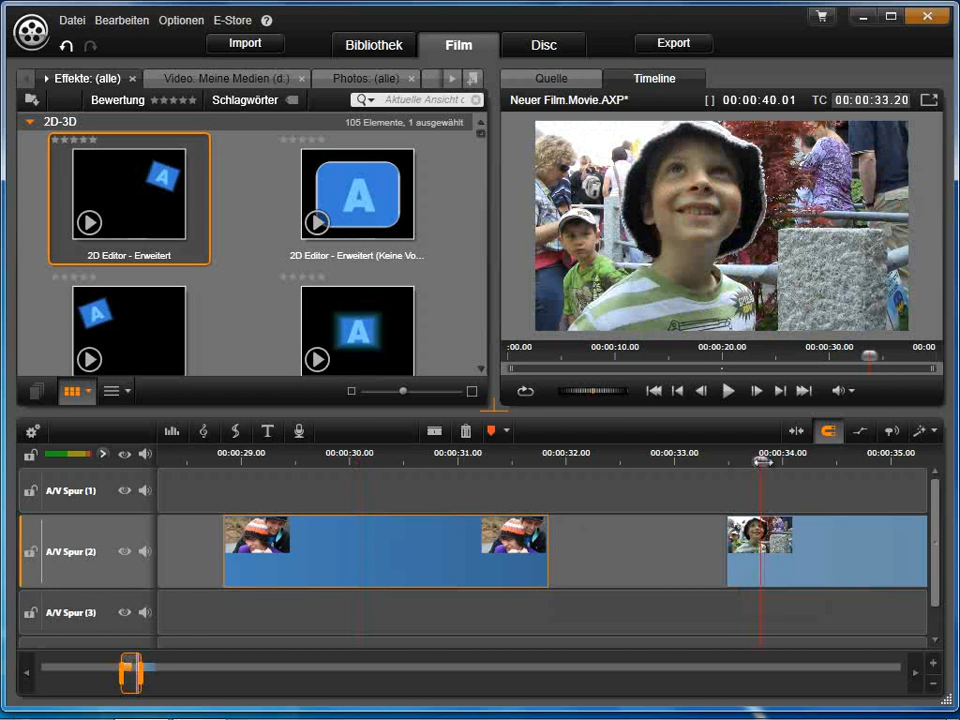 Datei Bearbeiten Optionen E-Store ?
Import Bibliothek Film Disc Export
Effekte: (alle) Video: Meine Medien (d:) Photos: (alle)
Quelle Timeline
Bewertung Schlagwörter Aktuelle Ansicht
Neuer Film.Movie.AXP* [ ] 00:00:40.01 TC 00:00:33.20
2D-3D 105 Elemente, 1 ausgewählt
A
A
2D Editor - Erweitert 2D Editor - Erweitert (Keine Vo...
A
A
:00.00 00:00:10.00 00:00:20.00 00:00:30.00 00:00
T
00:00:29.00 00:00:30.00 00:00:31.00 00:00:32.00 00:00:33.00 00:00:34.00 00:00:35.00
A/V Spur (1)
A/V Spur (2)
A/V Spur (3)